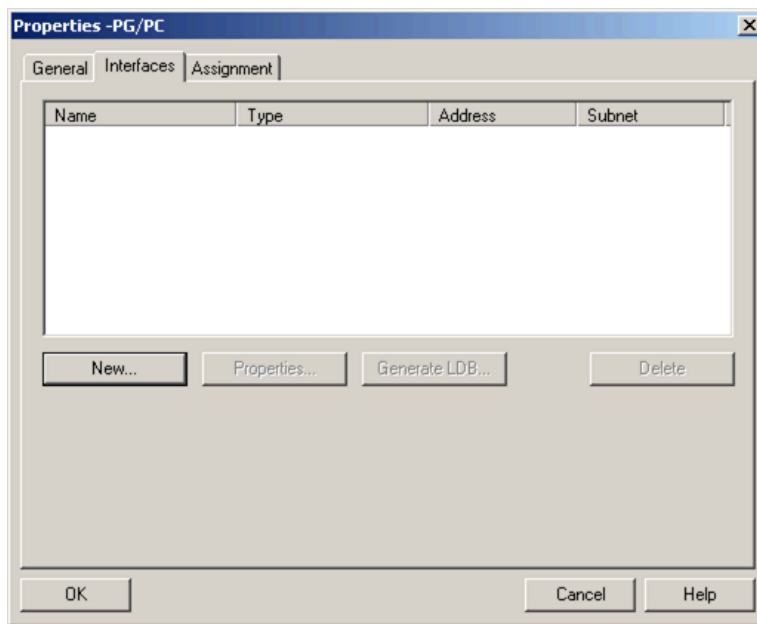 Properties -PG/PC
General Interfaces Assignment
Name Type Address Subnet
New... Properties... Generate LDB... Delete
OK Cancel Help